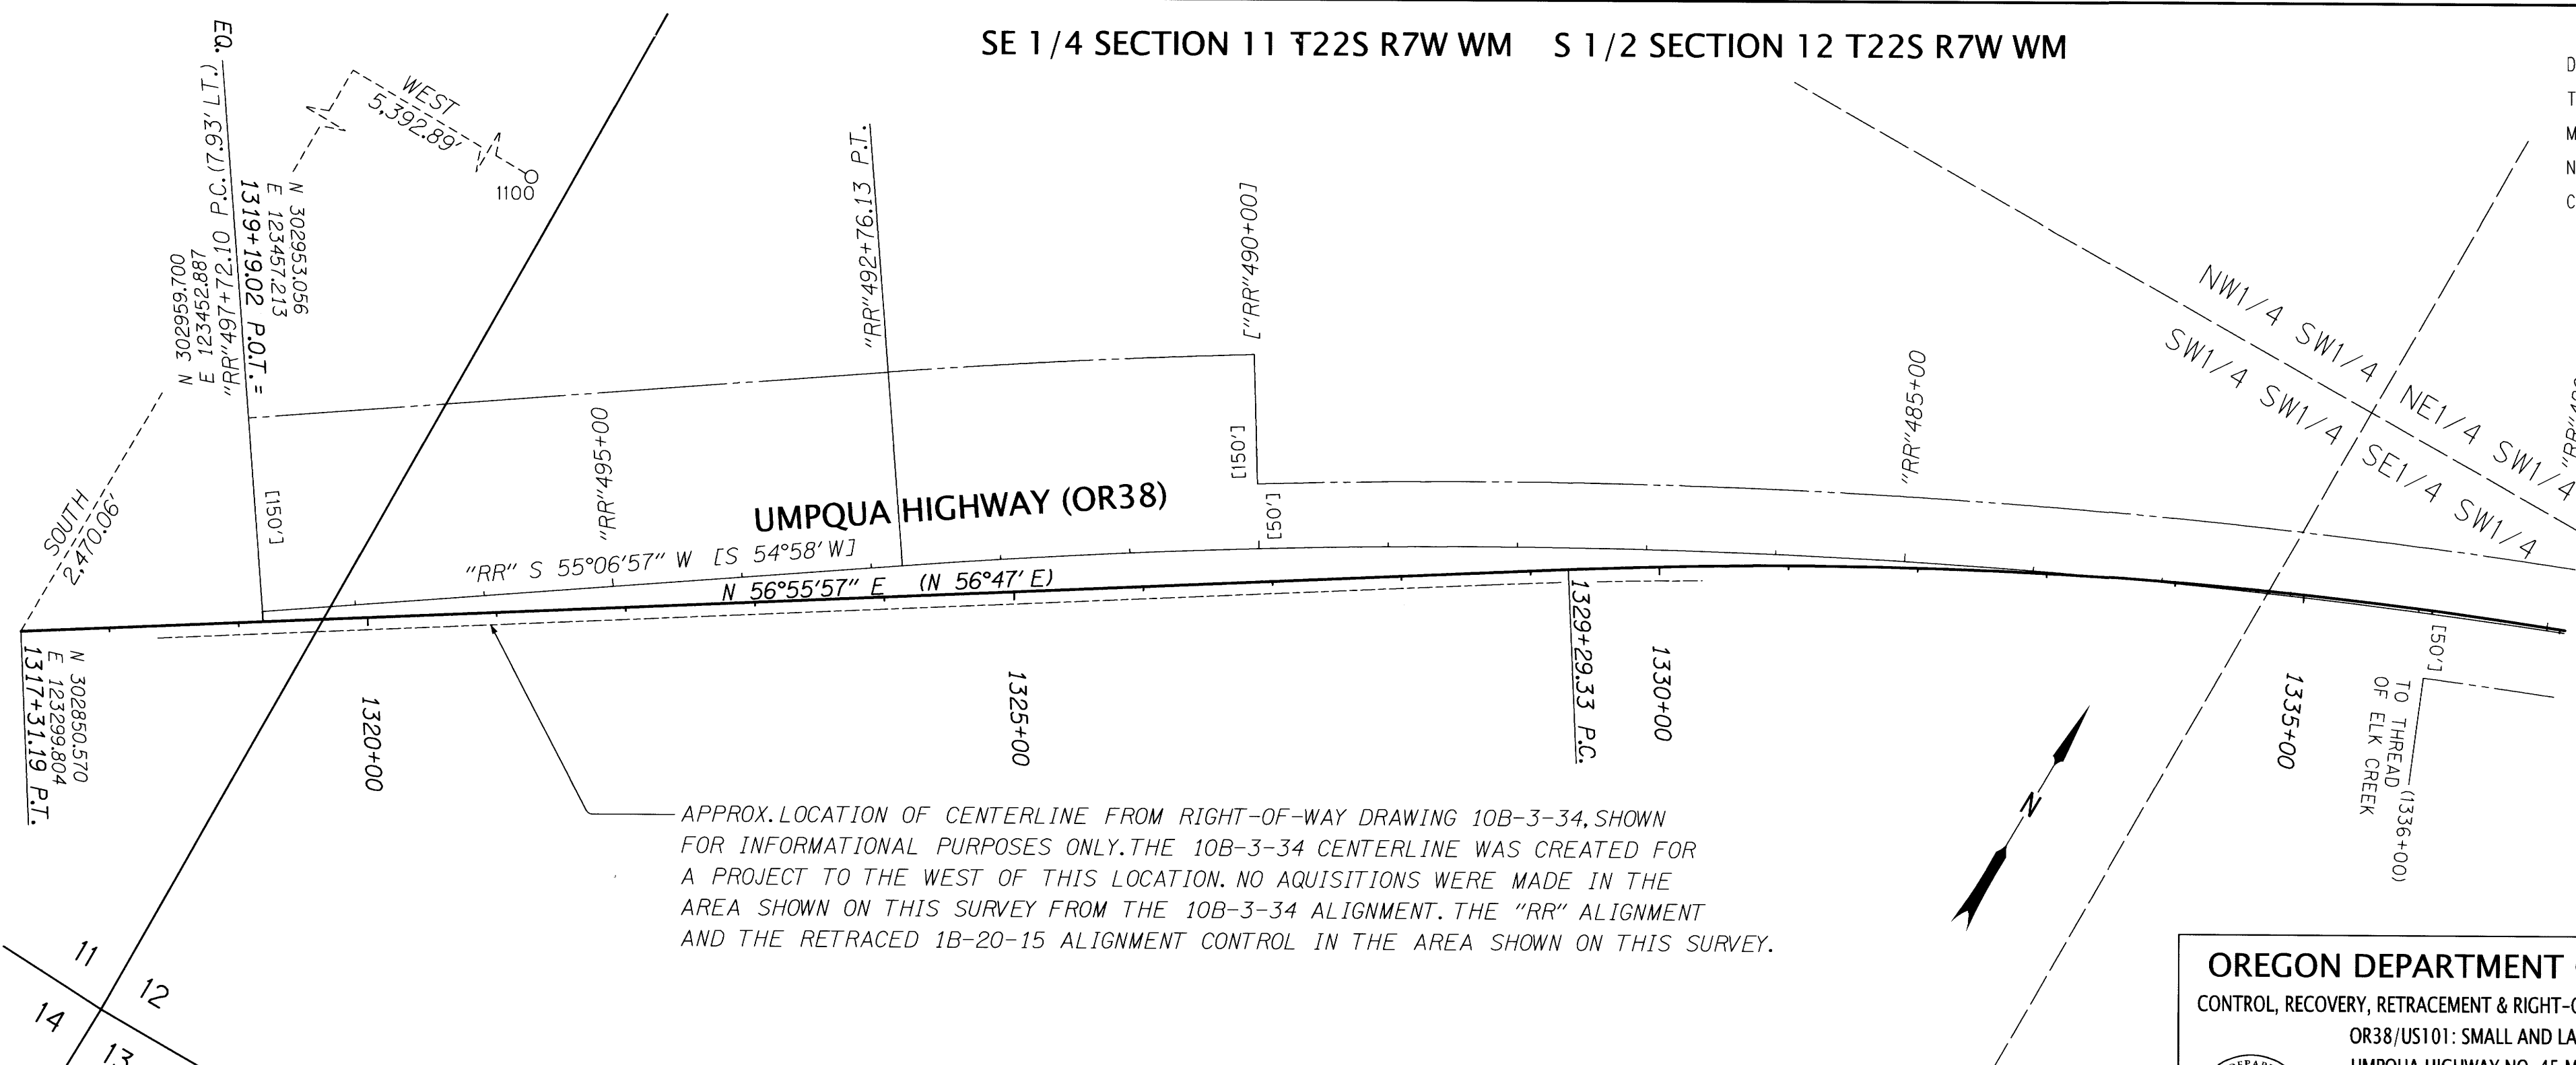 SE 1/4 SECTION 11 T22S R7W WM    S 1/2 SECTION 12 T22S R7W WM
EQ.
"RR"497+72.10 P.C.(7.93' LT.)
N 302959.700
E 123452.887
1319+19.02 P.O.T. =
N 302953.056
E 123457.213
WEST
5,392.89'
1100
SOUTH
2,470.06'
"RR"492+76.13 P.T.
["RR"490+00]
"RR"495+00
"RR"485+00
[150']
[150']
[50']
UMPQUA HIGHWAY (OR38)
"RR" S 55°06'57" W [S 54°58'W]
N 56°55'57" E (N 56°47'E)
NW1/4 SW1/4
SW1/4 SW1/4
NE1/4 SW1/4
SE1/4 SW1/4
D
T
M
N
C
N 302850.570
E 123299.804
1317+31.19 P.T.
1320+00
1325+00
1329+29.33 P.C.
1330+00
1335+00
[50']
(1336+00)
TO THREAD
OF ELK CREEK
N
APPROX. LOCATION OF CENTERLINE FROM RIGHT-OF-WAY DRAWING 10B-3-34, SHOWN
FOR INFORMATIONAL PURPOSES ONLY. THE 10B-3-34 CENTERLINE WAS CREATED FOR
A PROJECT TO THE WEST OF THIS LOCATION. NO AQUISITIONS WERE MADE IN THE
AREA SHOWN ON THIS SURVEY FROM THE 10B-3-34 ALIGNMENT. THE "RR" ALIGNMENT
AND THE RETRACED 1B-20-15 ALIGNMENT CONTROL IN THE AREA SHOWN ON THIS SURVEY.
11
12
14
13
OREGON DEPARTMENT
CONTROL, RECOVERY, RETRACEMENT & RIGHT-O
OR38/US101: SMALL AND LA